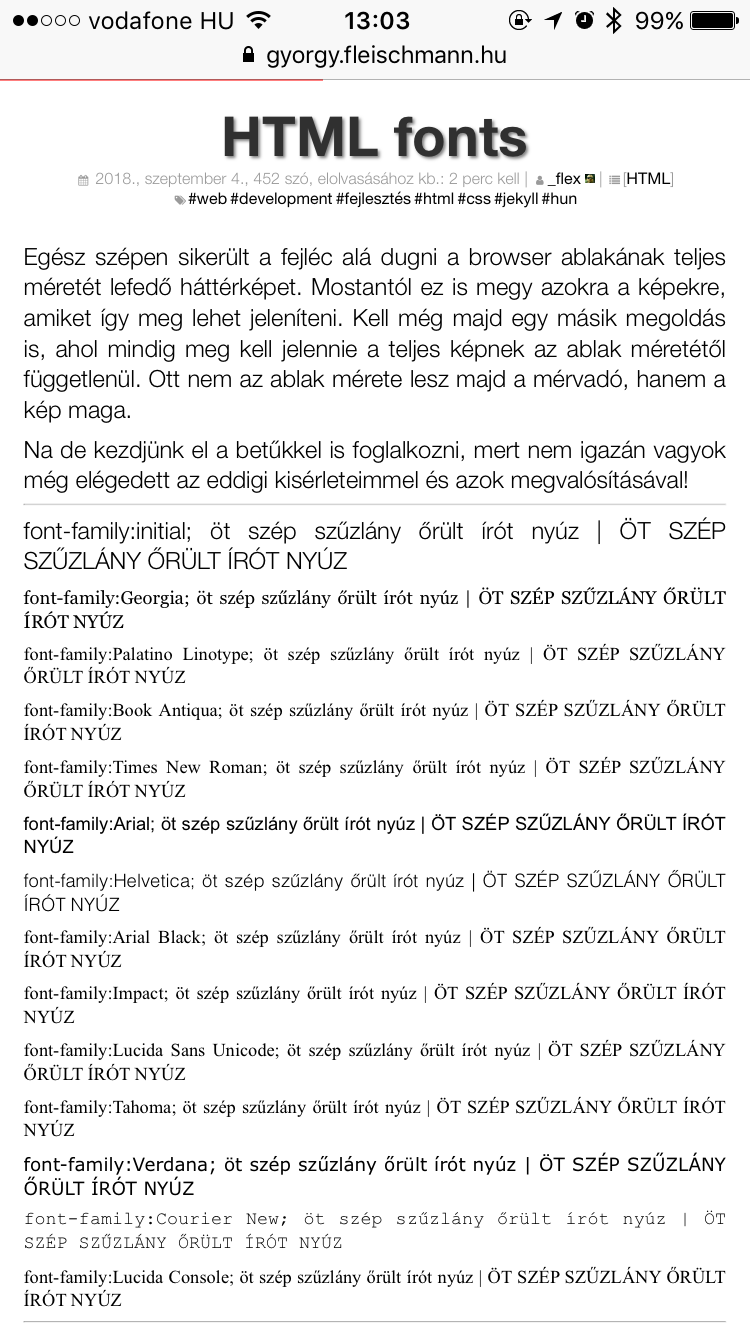 vodafone HU 13:03 99%
gyorgy.fleischmann.hu
HTML fonts
2018., szeptember 4., 452 szó, elolvasásához kb.: 2 perc kell | _flex | [HTML]
#web #development #fejlesztés #html #css #jekyll #hun
Egész szépen sikerült a fejléc alá dugni a browser ablakának teljes
méretét lefedő háttérképet. Mostantól ez is megy azokra a képekre,
amiket így meg lehet jeleníteni. Kell még majd egy másik megoldás
is, ahol mindig meg kell jelennie a teljes képnek az ablak méretétől
függetlenül. Ott nem az ablak mérete lesz majd a mérvadó, hanem a
kép maga.
Na de kezdjünk el a betűkkel is foglalkozni, mert nem igazán vagyok
még elégedett az eddigi kisérleteimmel és azok megvalósításával!
font-family:initial; öt szép szűzlány őrült írót nyúz | ÖT SZÉP
SZŰZLÁNY ŐRÜLT ÍRÓT NYÚZ
font-family:Georgia; öt szép szűzlány őrült írót nyúz | ÖT SZÉP SZŰZLÁNY ŐRÜLT
ÍRÓT NYÚZ
font-family:Palatino Linotype; öt szép szűzlány őrült írót nyúz | ÖT SZÉP SZŰZLÁNY
ŐRÜLT ÍRÓT NYÚZ
font-family:Book Antiqua; öt szép szűzlány őrült írót nyúz | ÖT SZÉP SZŰZLÁNY ŐRÜLT
ÍRÓT NYÚZ
font-family:Times New Roman; öt szép szűzlány őrült írót nyúz | ÖT SZÉP SZŰZLÁNY
ŐRÜLT ÍRÓT NYÚZ
font-family:Arial; öt szép szűzlány őrült írót nyúz | ÖT SZÉP SZŰZLÁNY ŐRÜLT ÍRÓT
NYÚZ
font-family:Helvetica; öt szép szűzlány őrült írót nyúz | ÖT SZÉP SZŰZLÁNY ŐRÜLT
ÍRÓT NYÚZ
font-family:Arial Black; öt szép szűzlány őrült írót nyúz | ÖT SZÉP SZŰZLÁNY ŐRÜLT
ÍRÓT NYÚZ
font-family:Impact; öt szép szűzlány őrült írót nyúz | ÖT SZÉP SZŰZLÁNY ŐRÜLT ÍRÓT
NYÚZ
font-family:Lucida Sans Unicode; öt szép szűzlány őrült írót nyúz | ÖT SZÉP SZŰZLÁNY
ŐRÜLT ÍRÓT NYÚZ
font-family:Tahoma; öt szép szűzlány őrült írót nyúz | ÖT SZÉP SZŰZLÁNY ŐRÜLT ÍRÓT
NYÚZ
font-family:Verdana; öt szép szűzlány őrült írót nyúz | ÖT SZÉP SZŰZLÁNY
ŐRÜLT ÍRÓT NYÚZ
font-family:Courier New; öt szép szűzlány őrült írót nyúz | ÖT
SZÉP SZŰZLÁNY ŐRÜLT ÍRÓT NYÚZ
font-family:Lucida Console; öt szép szűzlány őrült írót nyúz | ÖT SZÉP SZŰZLÁNY ŐRÜLT
ÍRÓT NYÚZ